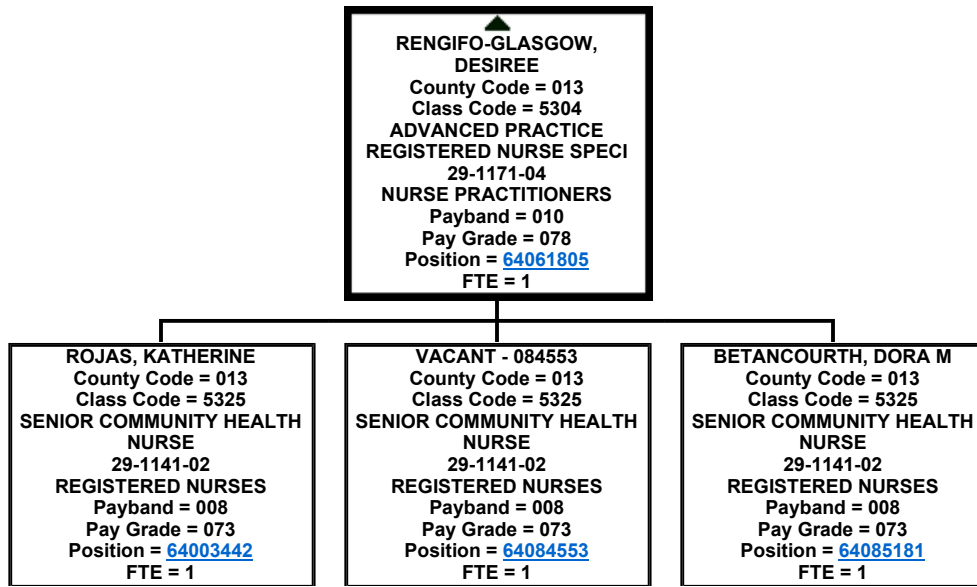 RENGIFO-GLASGOW,
DESIREE
County Code = 013
Class Code = 5304
ADVANCED PRACTICE
REGISTERED NURSE SPECI
29-1171-04
NURSE PRACTITIONERS
Payband = 010
Pay Grade = 078
Position = 64061805
FTE = 1
ROJAS, KATHERINE
County Code = 013
Class Code = 5325
SENIOR COMMUNITY HEALTH
NURSE
29-1141-02
REGISTERED NURSES
Payband = 008
Pay Grade = 073
Position = 64003442
FTE = 1
VACANT - 084553
County Code = 013
Class Code = 5325
SENIOR COMMUNITY HEALTH
NURSE
29-1141-02
REGISTERED NURSES
Payband = 008
Pay Grade = 073
Position = 64084553
FTE = 1
BETANCOURTH, DORA M
County Code = 013
Class Code = 5325
SENIOR COMMUNITY HEALTH
NURSE
29-1141-02
REGISTERED NURSES
Payband = 008
Pay Grade = 073
Position = 64085181
FTE = 1